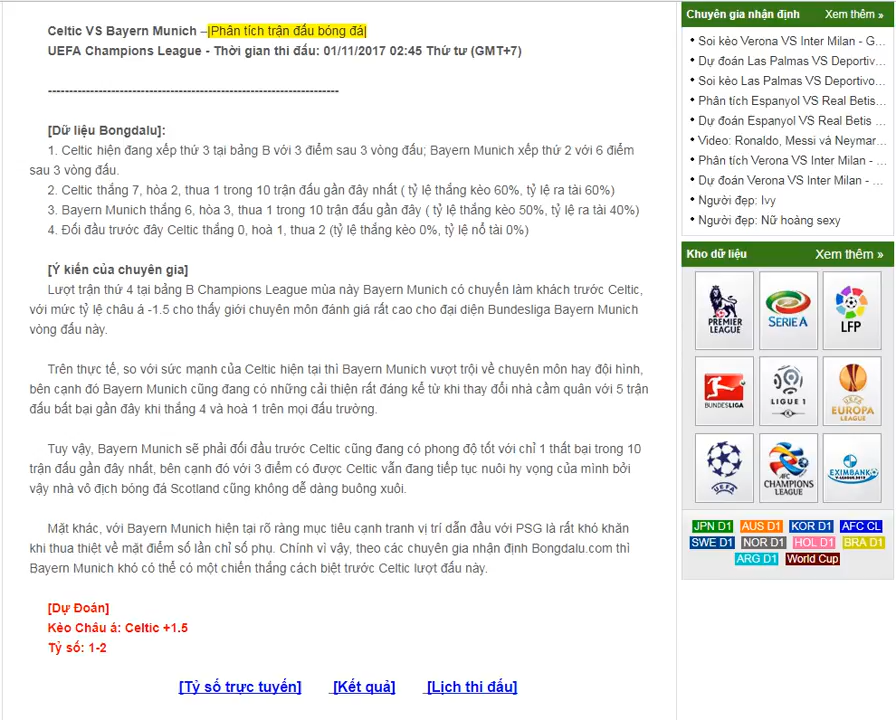 Celtic VS Bayern Munich –|Phân tích trận đấu bóng đá|
UEFA Champions League - Thời gian thi đấu: 01/11/2017 02:45 Thứ tư (GMT+7)
----------------------------------------------------------------------
[Dữ liệu Bongdalu]:
1. Celtic hiện đang xếp thứ 3 tại bảng B với 3 điểm sau 3 vòng đấu; Bayern Munich xếp thứ 2 với 6 điểm
sau 3 vòng đấu.
2. Celtic thắng 7, hòa 2, thua 1 trong 10 trận đấu gần đây nhất ( tỷ lệ thắng kèo 60%, tỷ lệ ra tài 60%)
3. Bayern Munich thắng 6, hòa 3, thua 1 trong 10 trận đấu gần đây ( tỷ lệ thắng kèo 50%, tỷ lệ ra tài 40%)
4. Đối đầu trước đây Celtic thắng 0, hoà 1, thua 2 (tỷ lệ thắng kèo 0%, tỷ lệ nổ tài 0%)
[Ý kiến của chuyên gia]
Lượt trận thứ 4 tại bảng B Champions League mùa này Bayern Munich có chuyến làm khách trước Celtic,
với mức tỷ lệ châu á -1.5 cho thấy giới chuyên môn đánh giá rất cao cho đại diện Bundesliga Bayern Munich
vòng đấu này.
Trên thực tế, so với sức mạnh của Celtic hiện tại thì Bayern Munich vượt trội về chuyên môn hay đội hình,
bên cạnh đó Bayern Munich cũng đang có những cải thiện rất đáng kể từ khi thay đổi nhà cầm quân với 5 trận
đấu bất bại gần đây khi thắng 4 và hoà 1 trên mọi đấu trường.
Tuy vậy, Bayern Munich sẽ phải đối đầu trước Celtic cũng đang có phong độ tốt với chỉ 1 thất bại trong 10
trận đấu gần đây nhất, bên cạnh đó với 3 điểm có được Celtic vẫn đang tiếp tục nuôi hy vọng của mình bởi
vậy nhà vô địch bóng đá Scotland cũng không dễ dàng buông xuôi.
Mặt khác, với Bayern Munich hiện tại rõ ràng mục tiêu cạnh tranh vị trí dẫn đầu với PSG là rất khó khăn
khi thua thiệt về mặt điểm số lẫn chỉ số phụ. Chính vì vậy, theo các chuyên gia nhận định Bongdalu.com thì
Bayern Munich khó có thể có một chiến thắng cách biệt trước Celtic lượt đấu này.
[Dự Đoán]
Kèo Châu á: Celtic +1.5
Tỷ số: 1-2
[Tỷ số trực tuyến] [Kết quả] [Lịch thi đấu]
Chuyên gia nhận định Xem thêm »
Soi kèo Verona VS Inter Milan - G...
Dự đoán Las Palmas VS Deportiv...
Soi kèo Las Palmas VS Deportivo...
Phân tích Espanyol VS Real Betis...
Dự đoán Espanyol VS Real Betis ...
Video: Ronaldo, Messi và Neymar...
Phân tích Verona VS Inter Milan - ...
Dự đoán Verona VS Inter Milan - ...
Người đẹp: Ivy
Người đẹp: Nữ hoàng sexy
Kho dữ liệu Xem thêm »
PREMIER LEAGUE
SERIE A
LFP
BUNDESLIGA
LIGUE 1
UEFA EUROPA LEAGUE
UEFA
AFC CHAMPIONS LEAGUE
EXIMBANK
JPN D1 AUS D1 KOR D1 AFC CL
SWE D1 NOR D1 HOL D1 BRA D1
ARG D1 World Cup